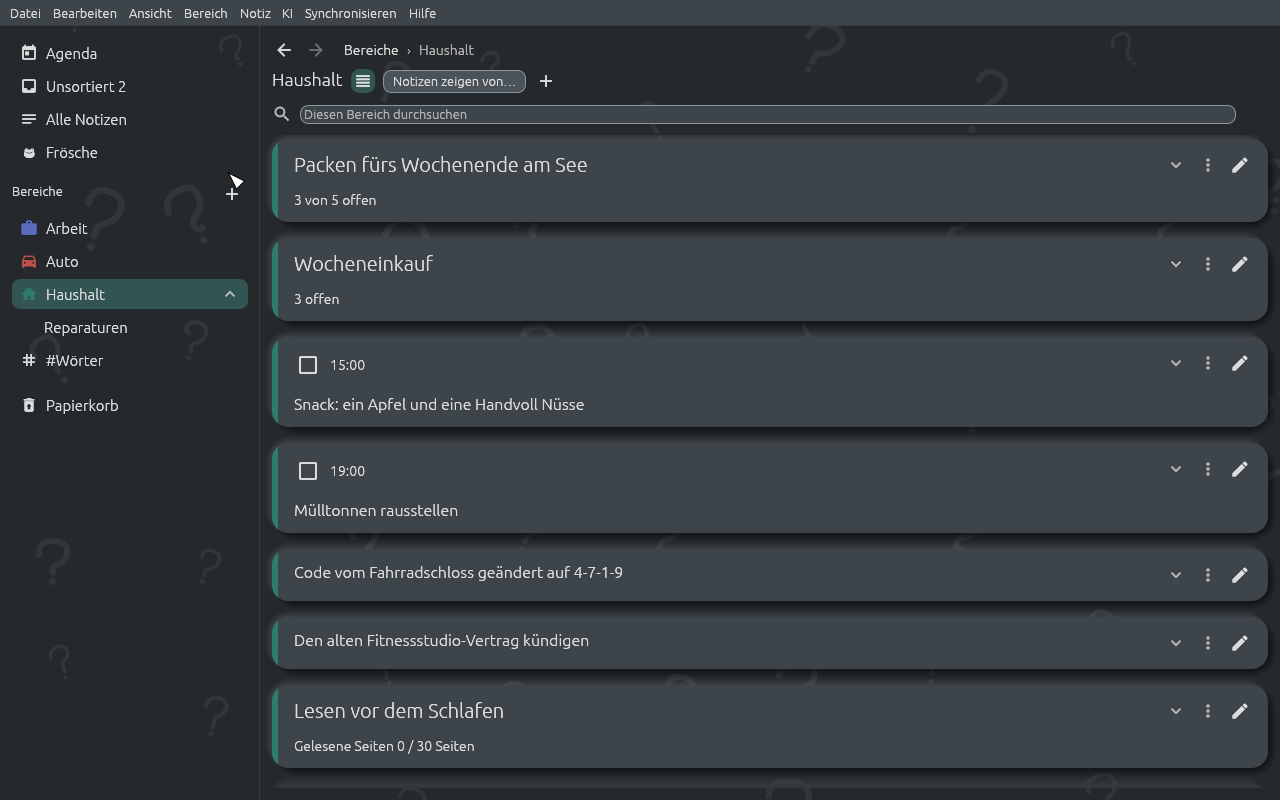 Datei Bearbeiten Ansicht Bereich Notiz KI Synchronisieren Hilfe
Agenda
Unsortiert 2
Alle Notizen
Frösche
Bereiche
Arbeit
Auto
Haushalt
Reparaturen
#Wörter
Papierkorb
Bereiche › Haushalt
Haushalt Notizen zeigen von…
Diesen Bereich durchsuchen
Packen fürs Wochenende am See
3 von 5 offen
Wocheneinkauf
3 offen
15:00
Snack: ein Apfel und eine Handvoll Nüsse
19:00
Mülltonnen rausstellen
Code vom Fahrradschloss geändert auf 4-7-1-9
Den alten Fitnessstudio-Vertrag kündigen
Lesen vor dem Schlafen
Gelesene Seiten 0 / 30 Seiten